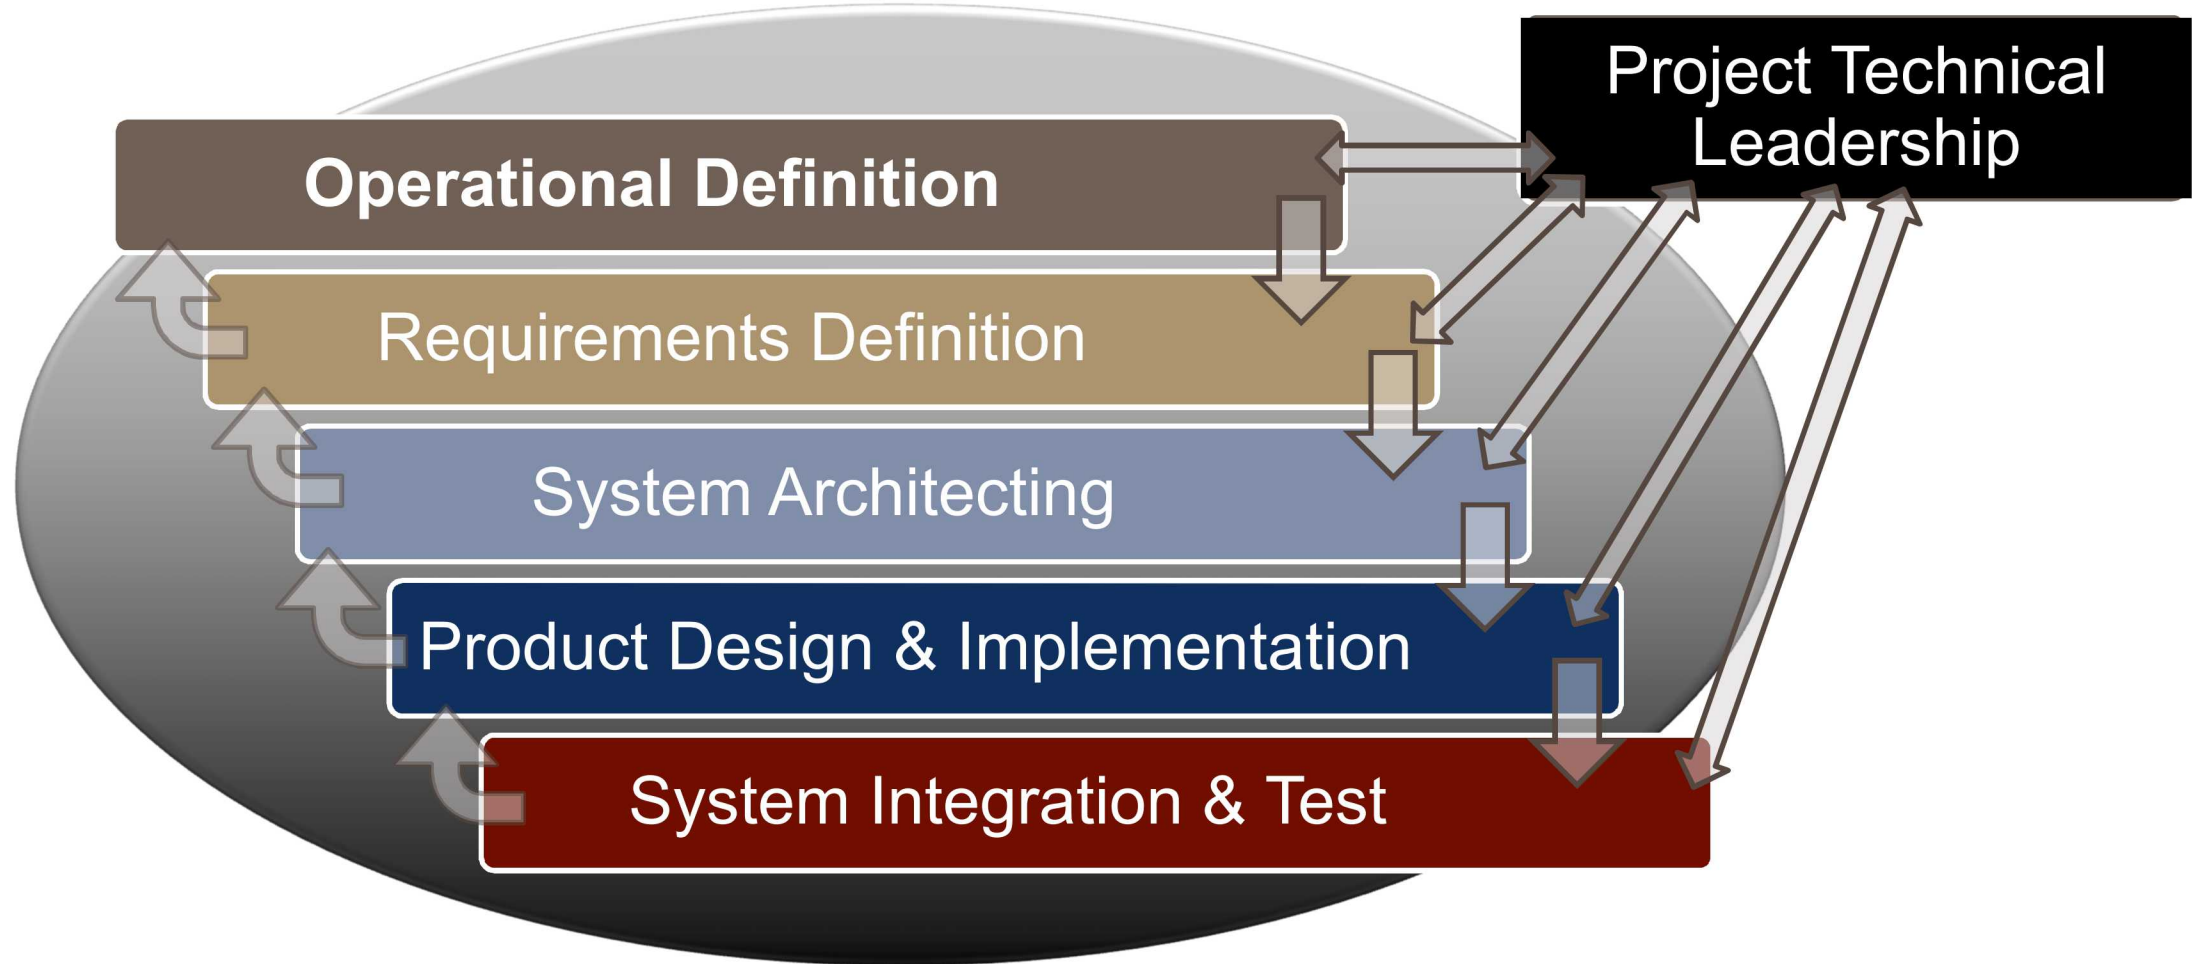 Project Technical
Leadership
Operational Definition
Requirements Definition
System Architecting
Product Design & Implementation
System Integration & Test